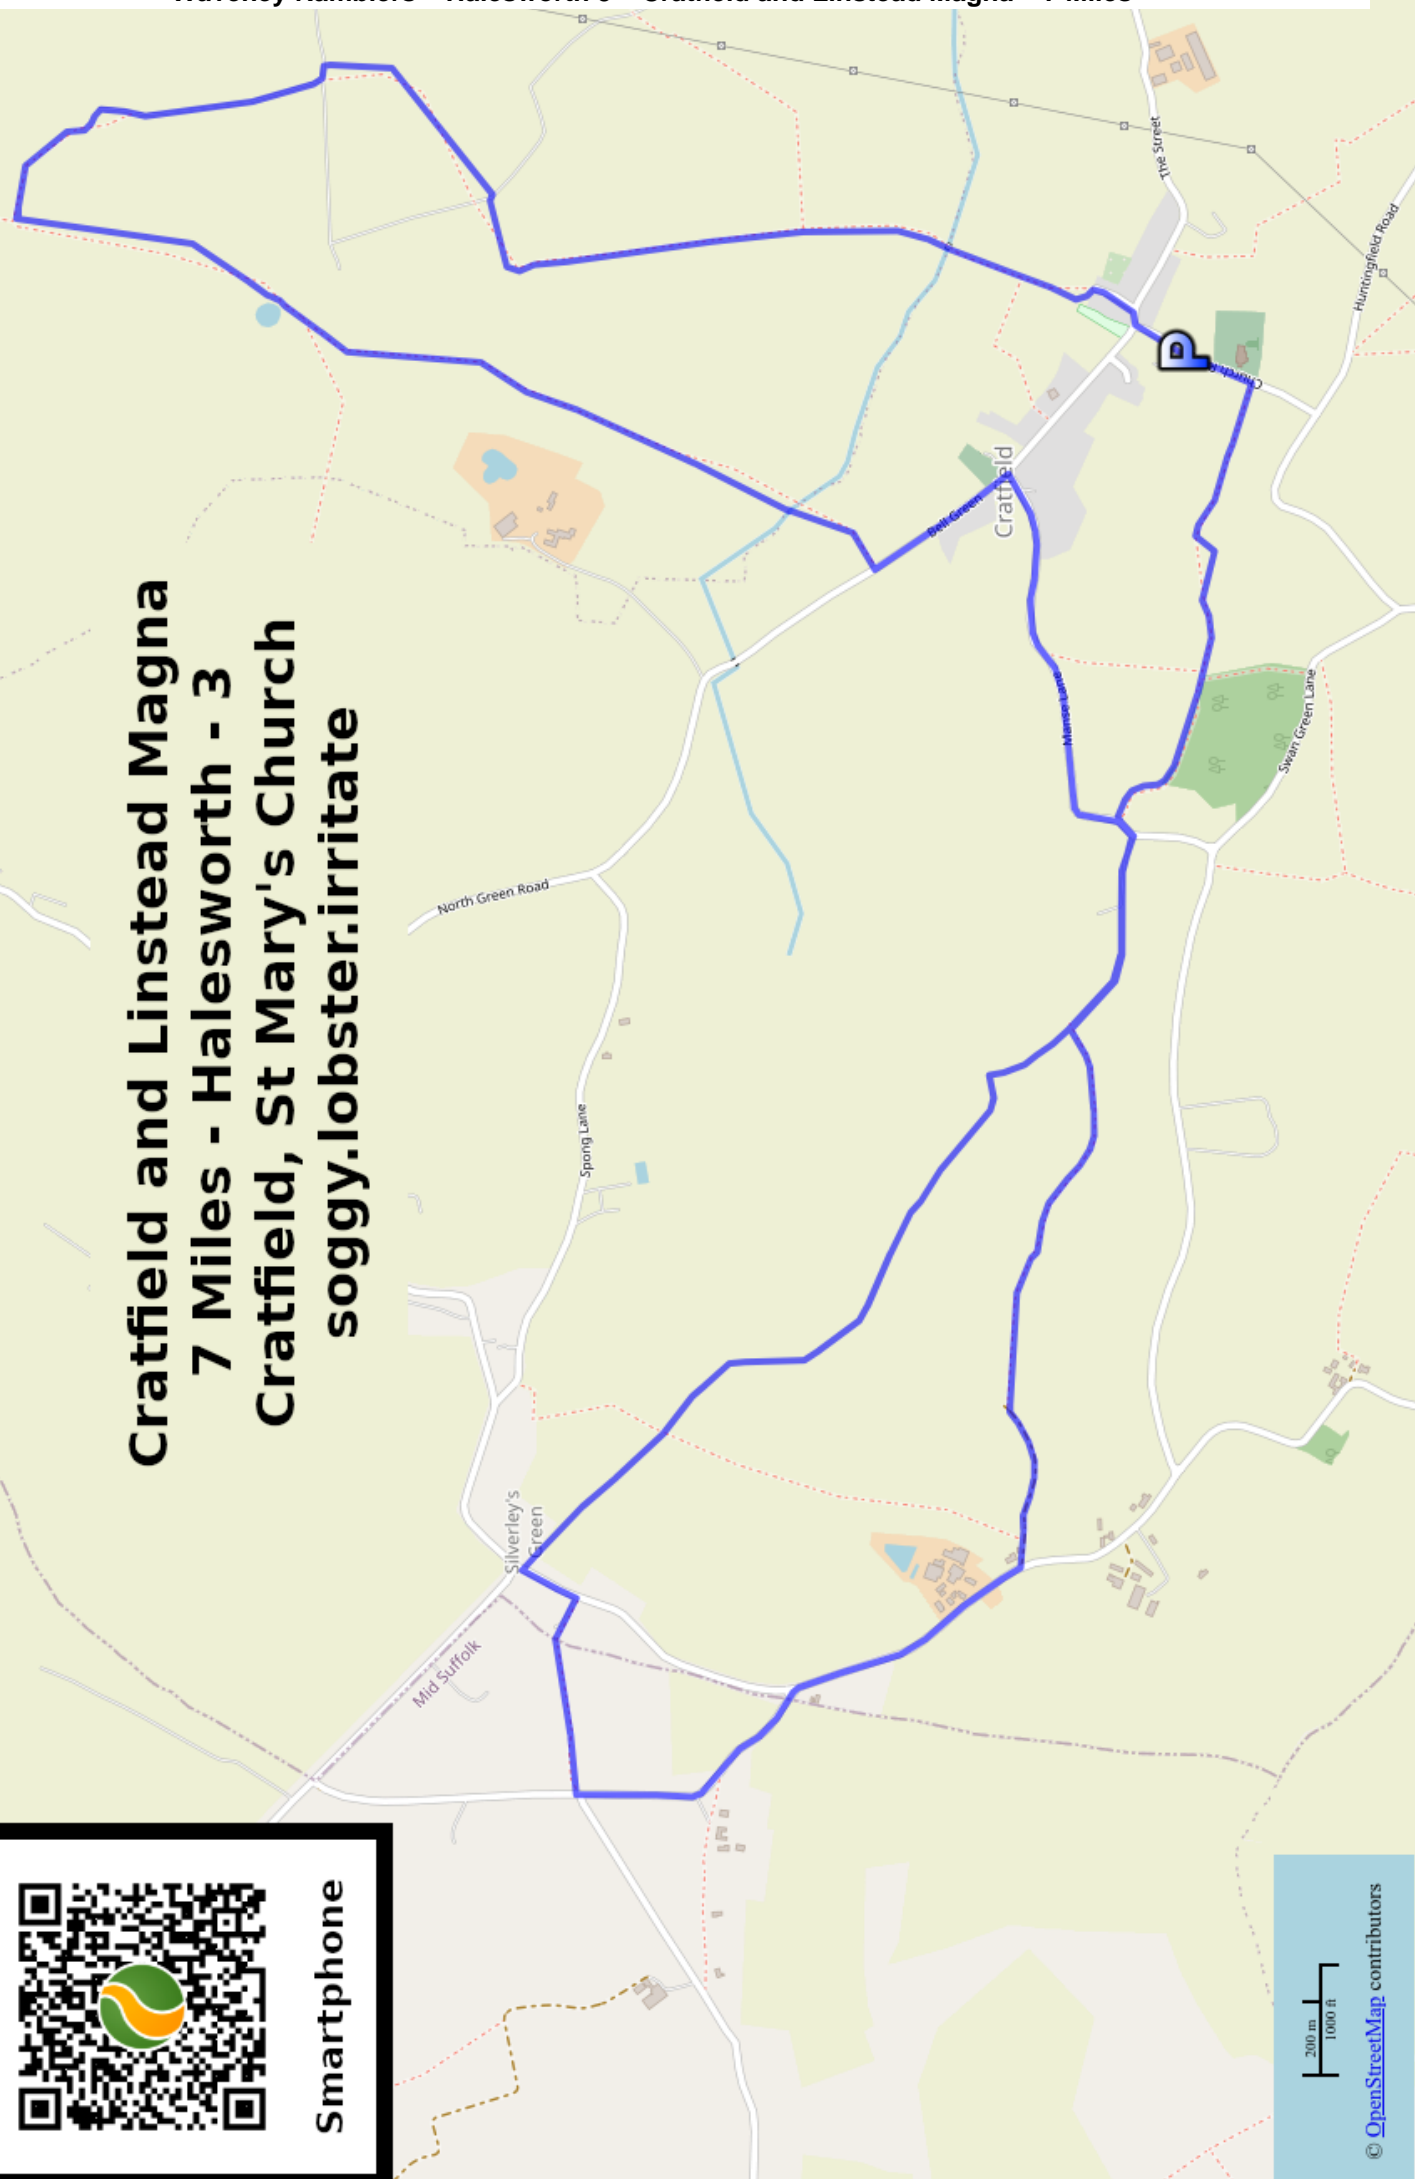 Cratfield and Linstead Magna
7 Miles - Halesworth - 3
Cratfield, St Mary's Church
soggy.lobster.irritate
The Street
Huntingfield Road
P
Cratfield
Bell Green
Manse Lane
Swan Green Lane
North Green Road
Spong Lane
Silverley's
Green
Mid Suffolk
Smartphone
200 m
1000 ft
© OpenStreetMap contributors